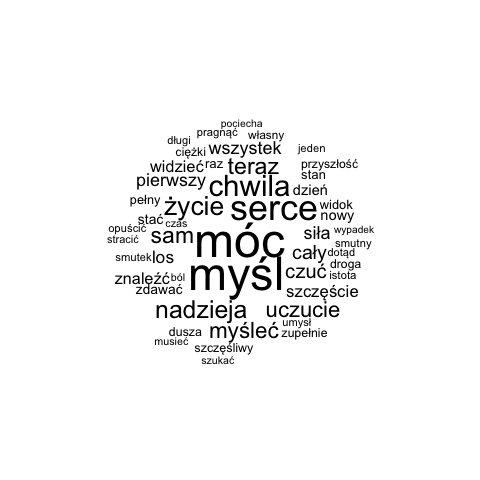 pociecha
pragnąć własny
długi wszystek jeden
ciężki
widzieć raz teraz przyszłość
pierwszy chwila stan
dzień
pełny życie serce widok
stać czas nowy
opuścić sam móc siła wypadek
stracić smutny
smutek los cały dotąd
myśl droga
znaleźć ból czuć istota
zdawać szczęście
nadzieja uczucie
dusza myśleć umysł
musieć zupełnie
szczęśliwy
szukać